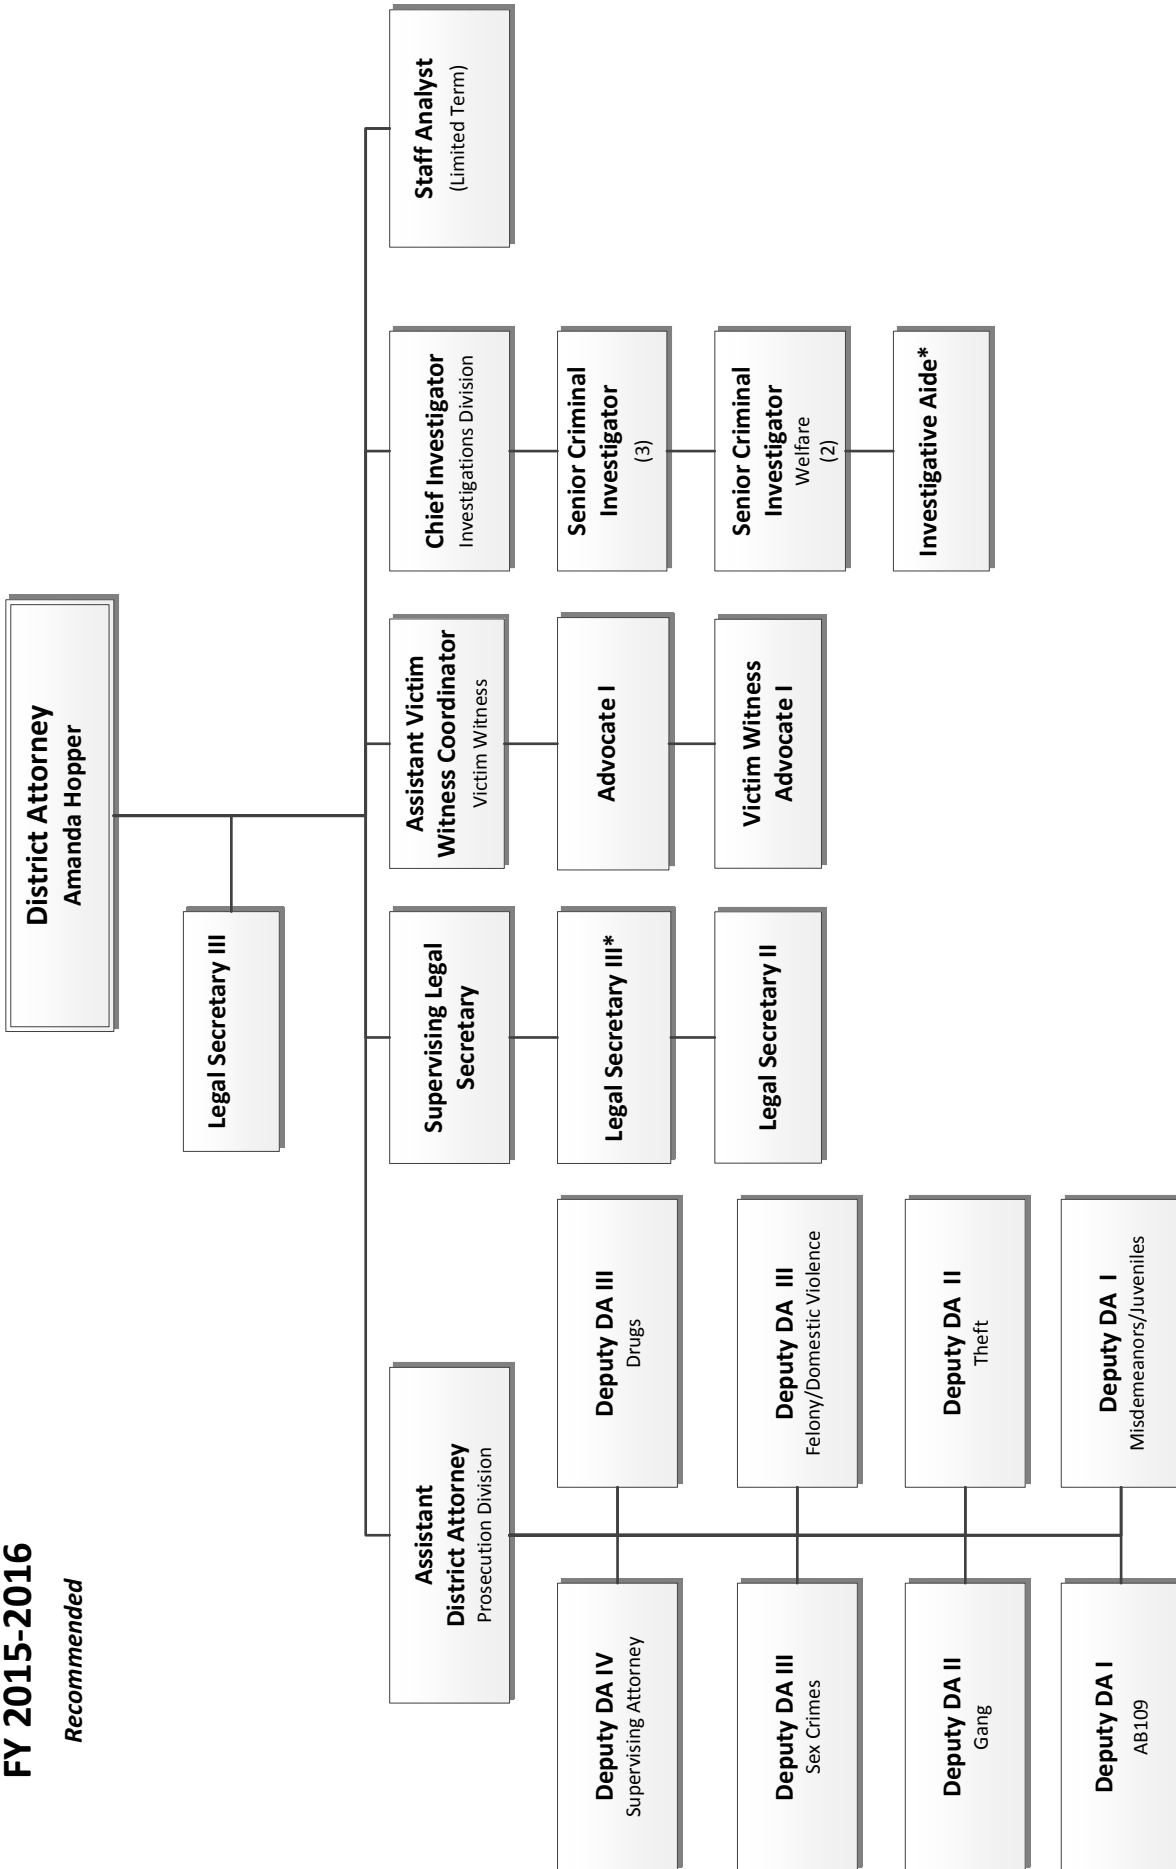 FY 2015-2016
Recommended
District Attorney
Amanda Hopper
Legal Secretary III
Assistant
District Attorney
Prosecution Division
Supervising Legal
Secretary
Assistant Victim
Witness Coordinator
Victim Witness
Chief Investigator
Investigations Division
Staff Analyst
(Limited Term)
Deputy DA IV
Supervising Attorney
Deputy DA III
Drugs
Legal Secretary III*
Advocate I
Senior Criminal
Investigator
(3)
Deputy DA III
Sex Crimes
Deputy DA III
Felony/Domestic Violence
Legal Secretary II
Victim Witness
Advocate I
Senior Criminal
Investigator
Welfare
(2)
Deputy DA II
Gang
Deputy DA II
Theft
Investigative Aide*
Deputy DA I
AB109
Deputy DA I
Misdemeanors/Juveniles